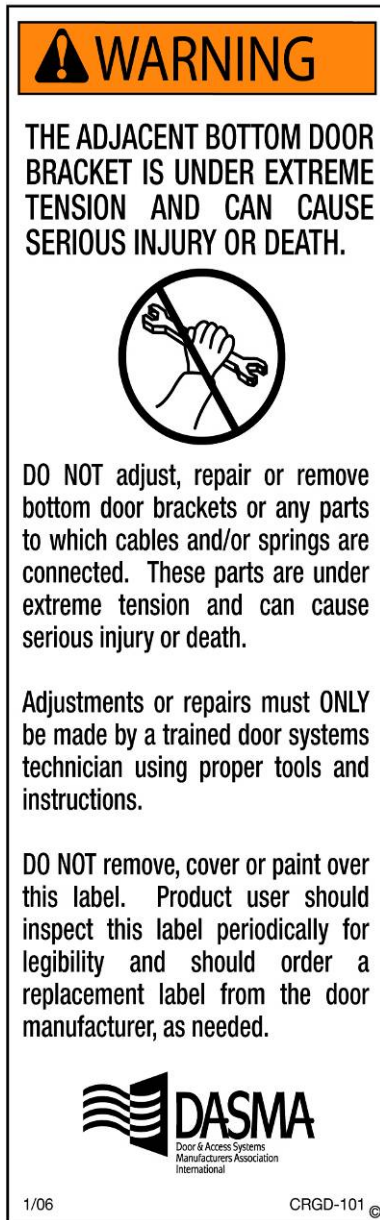 WARNING
THE ADJACENT BOTTOM DOOR
BRACKET IS UNDER EXTREME
TENSION AND CAN CAUSE
SERIOUS INJURY OR DEATH.
DO NOT adjust, repair or remove
bottom door brackets or any parts
to which cables and/or springs are
connected. These parts are under
extreme tension and can cause
serious injury or death.
Adjustments or repairs must ONLY
be made by a trained door systems
technician using proper tools and
instructions.
DO NOT remove, cover or paint over
this label. Product user should
inspect this label periodically for
legibility and should order a
replacement label from the door
manufacturer, as needed.
DASMA
Door & Access Systems
Manufacturers Association
International
1/06 CRGD-101 ©